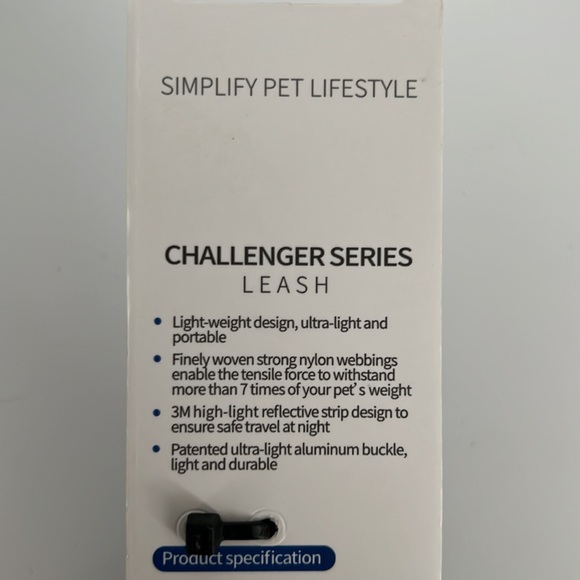 SIMPLIFY PET LIFESTYLE
CHALLENGER SERIES
LEASH
• Light-weight design, ultra-light and
portable
• Finely woven strong nylon webbings
enable the tensile force to withstand
more than 7 times of your pet's weight
• 3M high-light reflective strip design to
ensure safe travel at night
• Patented ultra-light aluminum buckle,
light and durable
Product specification